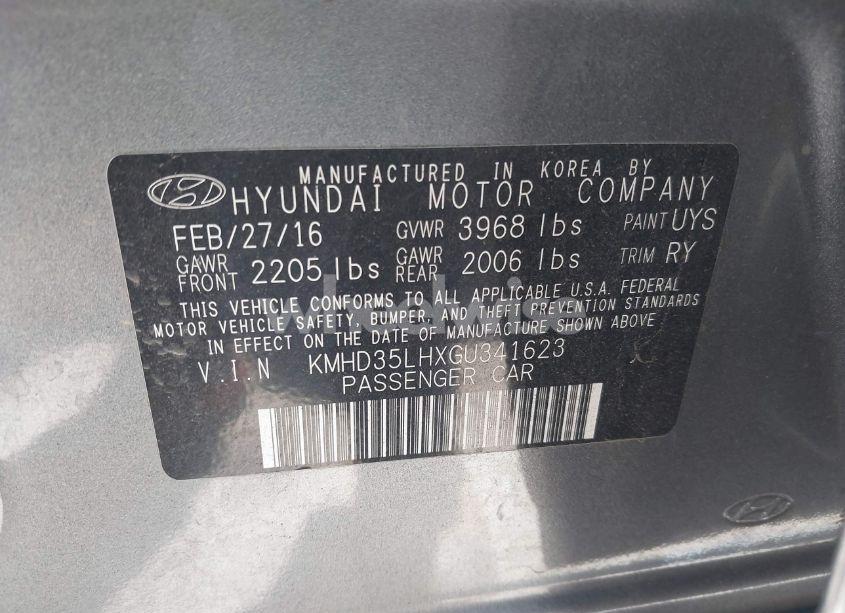 MANUFACTURED IN KOREA BY
HYUNDAI MOTOR COMPANY
FEB/27/16 GVWR 3968 lbs PAINT UYS
GAWR FRONT 2205 lbs GAWR REAR 2006 lbs TRIM RY
THIS VEHICLE CONFORMS TO ALL APPLICABLE U.S.A. FEDERAL
MOTOR VEHICLE SAFETY, BUMPER, AND THEFT PREVENTION STANDARDS
IN EFFECT ON THE DATE OF MANUFACTURE SHOWN ABOVE
V.I.N KMHD35LHXGU341623
PASSENGER CAR